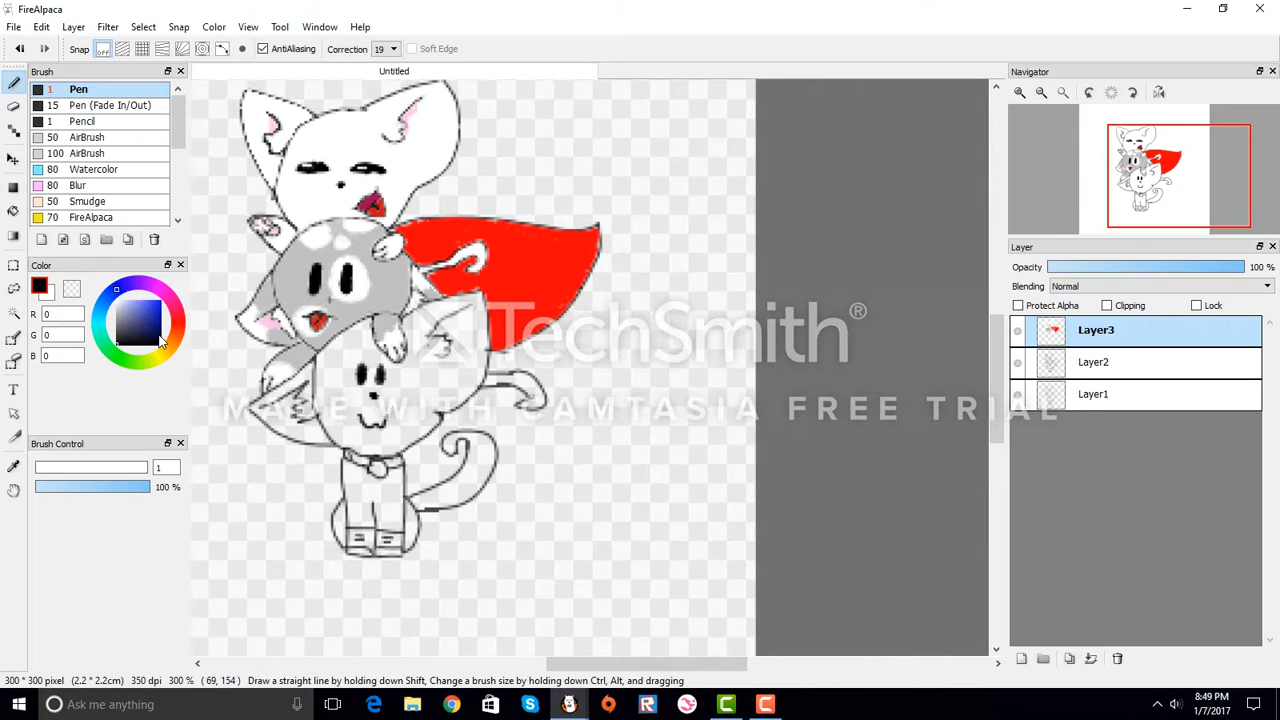 FireAlpaca
File Edit Layer Filter Select Snap Color View Tool Window Help
Snap off AntiAliasing Correction 19 Soft Edge
Brush
1 Pen
15 Pen (Fade In/Out)
1 Pencil
50 AirBrush
100 AirBrush
80 Watercolor
80 Blur
50 Smudge
70 FireAlpaca
Color
R 0
G 0
B 0
Brush Control
1
100 %
Untitled
TechSmith®
MADE WITH CAMTASIA FREE TRIAL
Navigator
Layer
Opacity 100 %
Blending Normal
Protect Alpha Clipping Lock
Layer3
Layer2
Layer1
300 * 300 pixel (2.2 * 2.2cm) 350 dpi 300 % ( 69, 154 ) Draw a straight line by holding down Shift, Change a brush size by holding down Ctrl, Alt, and dragging
Ask me anything
8:49 PM
1/7/2017